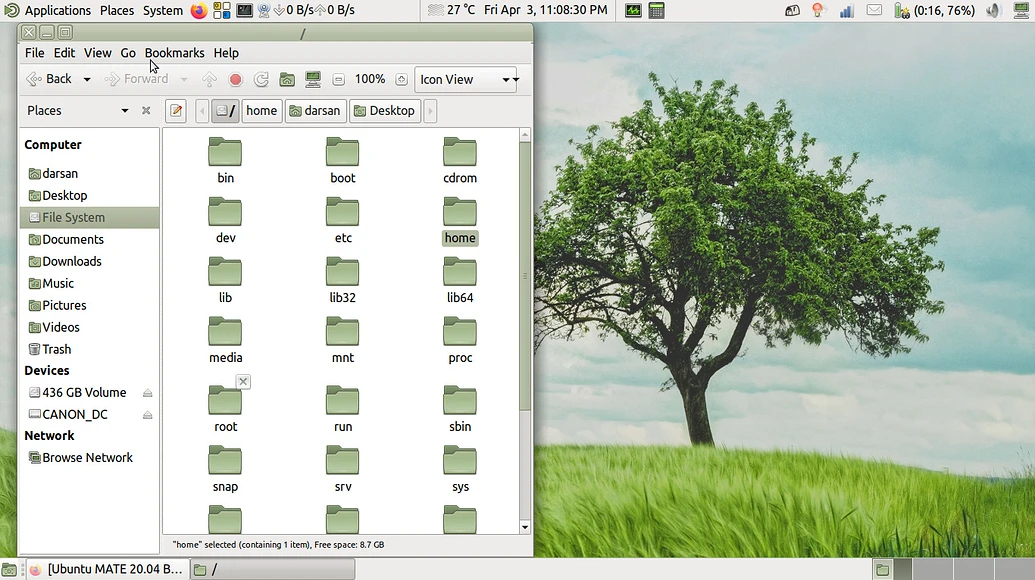 Applications Places System 0 B/s 0 B/s 27 °C Fri Apr 3, 11:08:30 PM (0:16, 76%)
/
File Edit View Go Bookmarks Help
Back Forward 100% Icon View
Places / home darsan Desktop
Computer
darsan
Desktop
File System
Documents
Downloads
Music
Pictures
Videos
Trash
Devices
436 GB Volume
CANON_DC
Network
Browse Network
bin boot cdrom
dev etc home
lib lib32 lib64
media mnt proc
root run sbin
snap srv sys
"home" selected (containing 1 item), Free space: 8.7 GB
[Ubuntu MATE 20.04 B... /